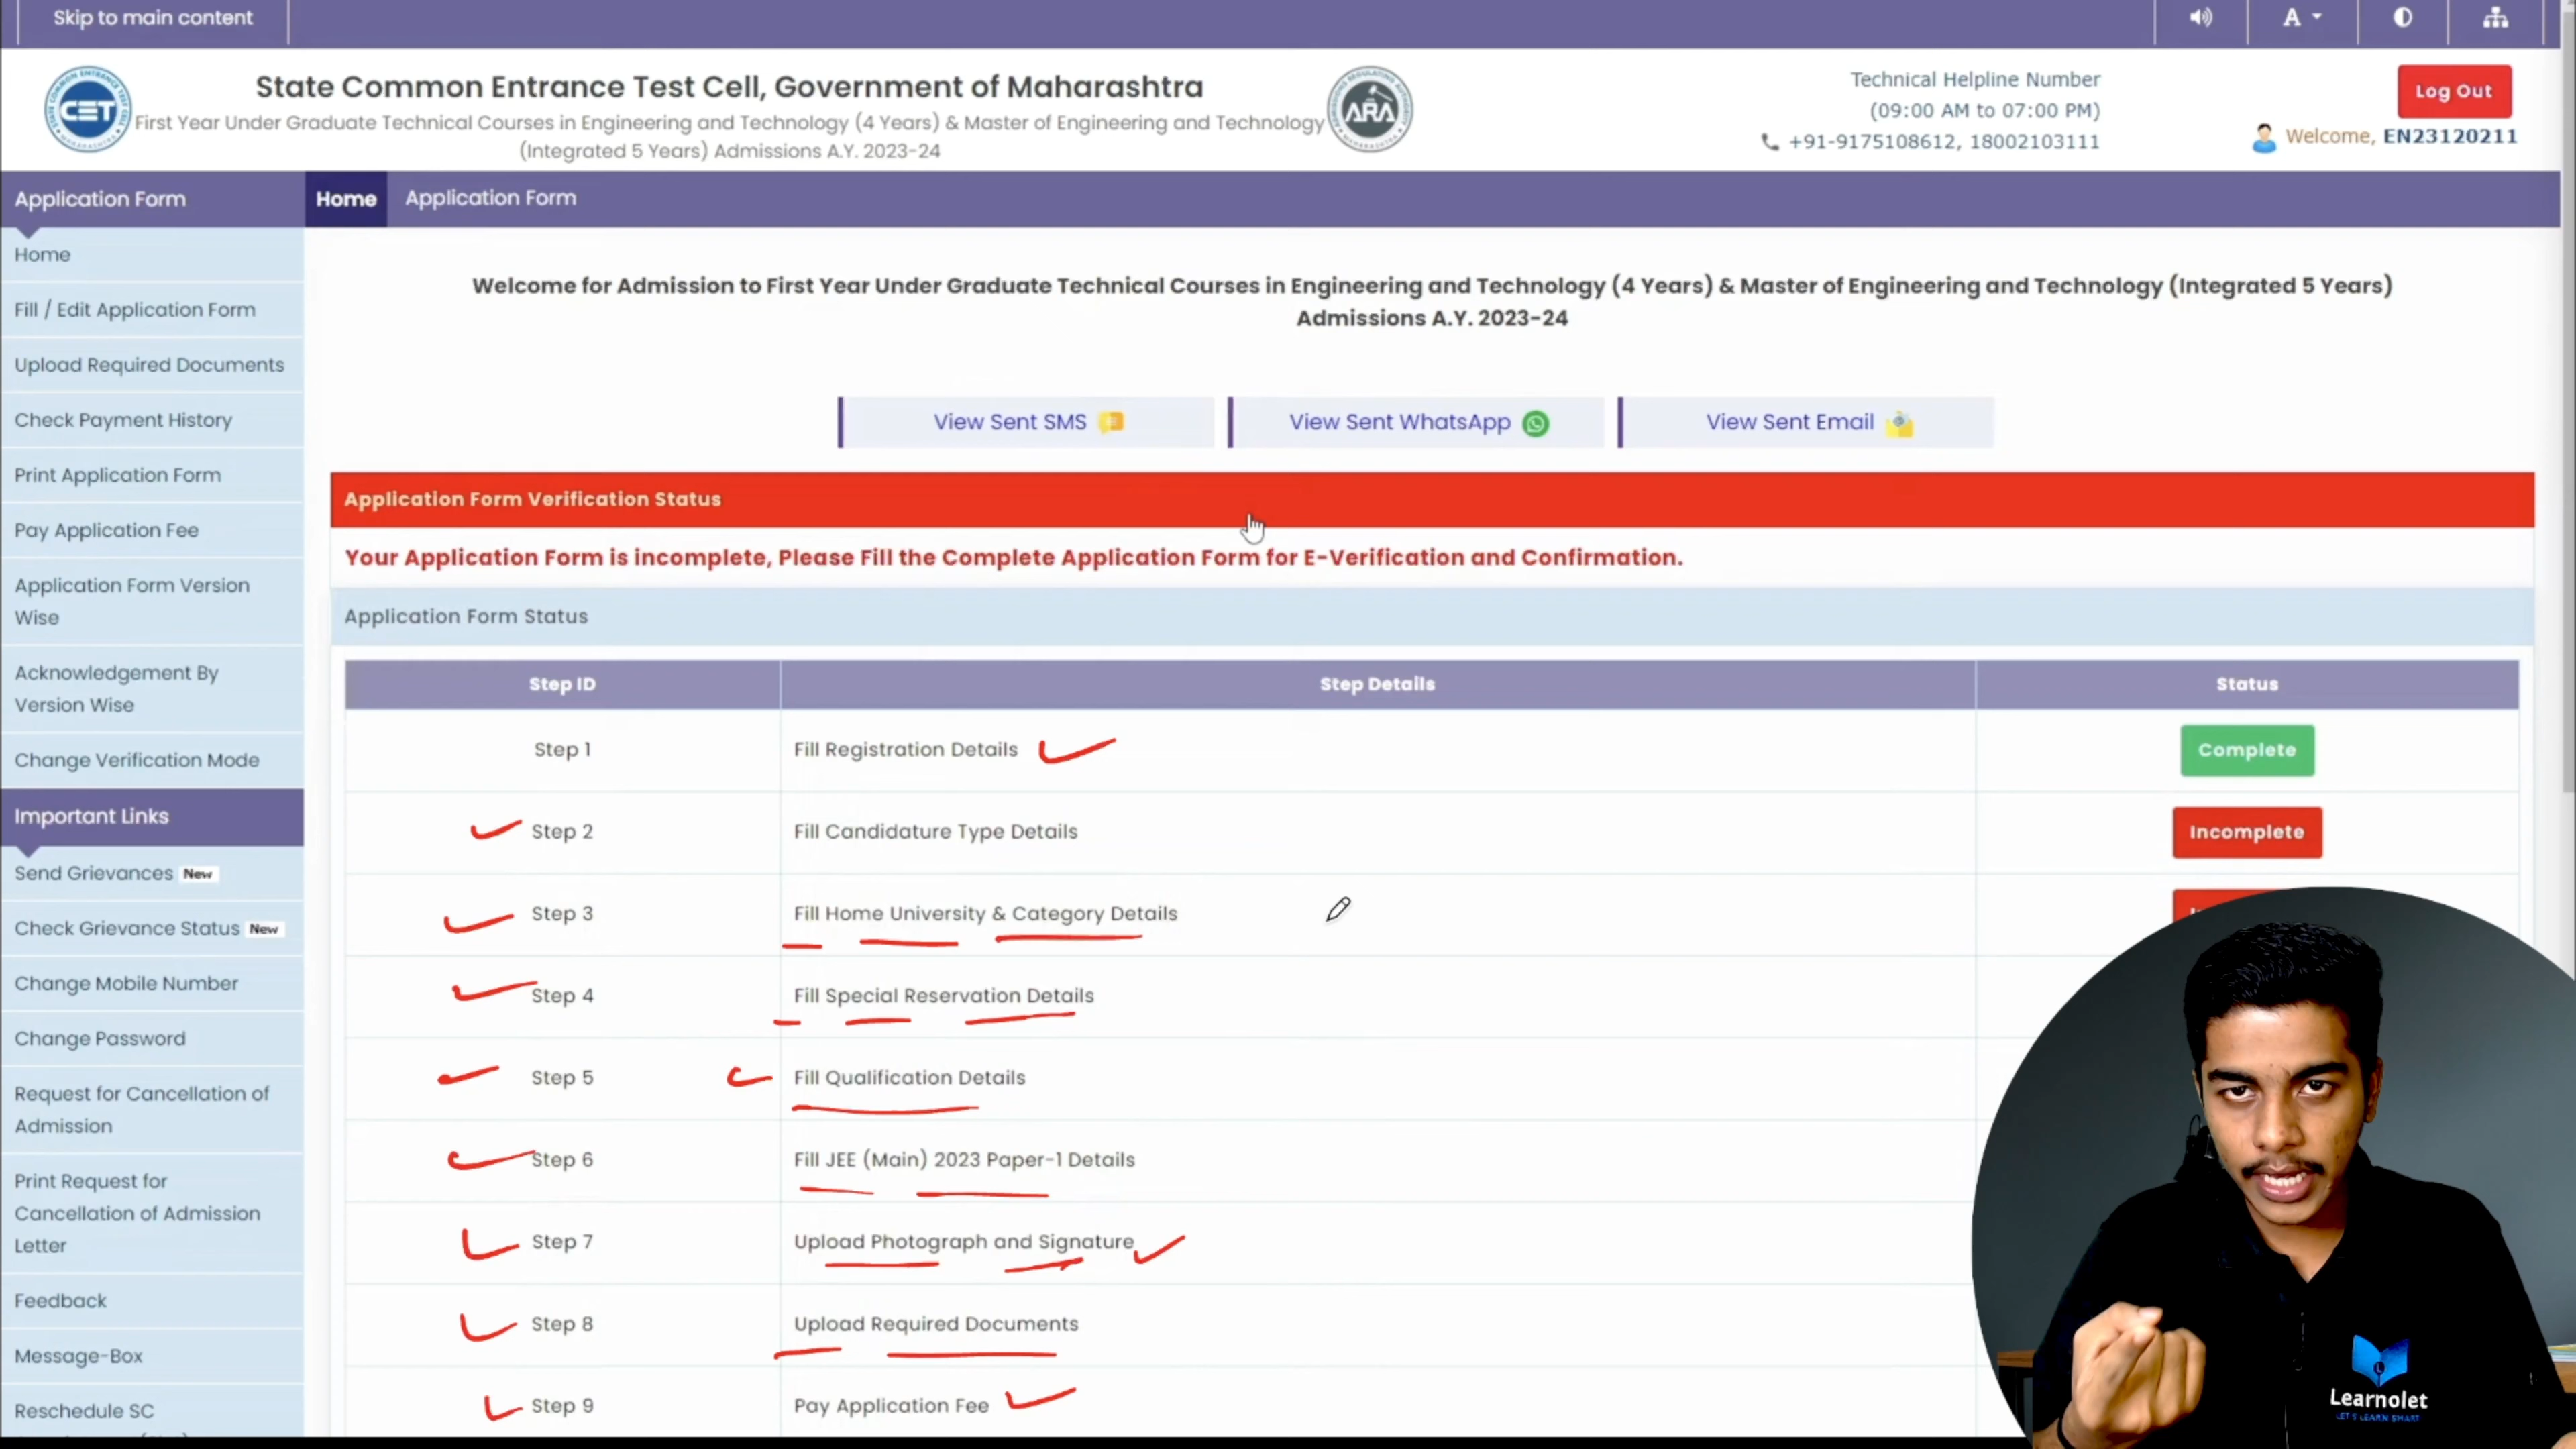 Skip to main content
A
CET
State Common Entrance Test Cell, Government of Maharashtra
First Year Under Graduate Technical Courses in Engineering and Technology (4 Years) & Master of Engineering and Technology
(Integrated 5 Years) Admissions A.Y. 2023-24
ARA
Technical Helpline Number
(09:00 AM to 07:00 PM)
+91-9175108612, 18002103111
Log Out
Welcome, EN23120211
Application Form
Home
Application Form
Home
Fill / Edit Application Form
Upload Required Documents
Check Payment History
Print Application Form
Pay Application Fee
Application Form Version
Wise
Acknowledgement By
Version Wise
Change Verification Mode
Important Links
Send Grievances New
Check Grievance Status New
Change Mobile Number
Change Password
Request for Cancellation of
Admission
Print Request for
Cancellation of Admission
Letter
Feedback
Message-Box
Reschedule SC
Welcome for Admission to First Year Under Graduate Technical Courses in Engineering and Technology (4 Years) & Master of Engineering and Technology (Integrated 5 Years)
Admissions A.Y. 2023-24
View Sent SMS
View Sent WhatsApp
View Sent Email
Application Form Verification Status
Your Application Form is incomplete, Please Fill the Complete Application Form for E-Verification and Confirmation.
Application Form Status
Step ID Step Details Status
Step 1 Fill Registration Details Complete
Step 2 Fill Candidature Type Details Incomplete
Step 3 Fill Home University & Category Details
Step 4 Fill Special Reservation Details
Step 5 Fill Qualification Details
Step 6 Fill JEE (Main) 2023 Paper-1 Details
Step 7 Upload Photograph and Signature
Step 8 Upload Required Documents
Step 9 Pay Application Fee
Learnolet
LET'S LEARN SMART